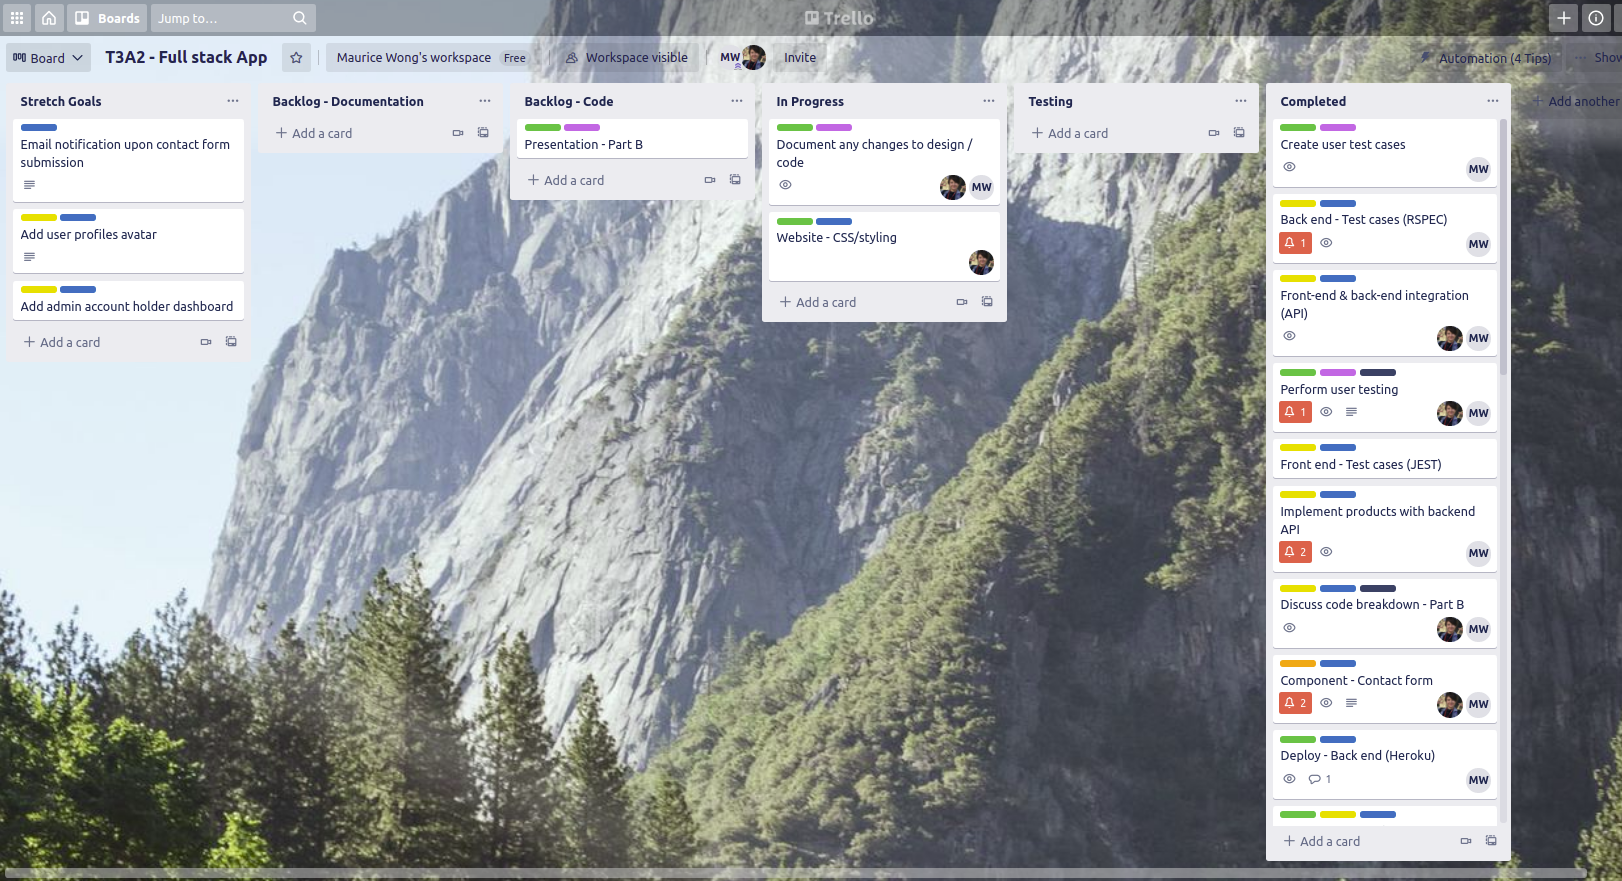 Boards
Jump to...
Trello
Board
T3A2 - Full stack App
Maurice Wong's workspace Free
Workspace visible
MW
Invite
Automation (4 Tips)
Show
Stretch Goals
Email notification upon contact form
submission
Add user profiles avatar
Add admin account holder dashboard
+ Add a card
Backlog - Documentation
+ Add a card
Backlog - Code
Presentation - Part B
+ Add a card
In Progress
Document any changes to design /
code
MW
Website - CSS/styling
+ Add a card
Testing
+ Add a card
Completed
Create user test cases
MW
Back end - Test cases (RSPEC)
1
MW
Front-end & back-end integration
(API)
MW
Perform user testing
1
MW
Front end - Test cases (JEST)
Implement products with backend
API
2
MW
Discuss code breakdown - Part B
MW
Component - Contact form
2
MW
Deploy - Back end (Heroku)
1
MW
+ Add a card
+ Add another